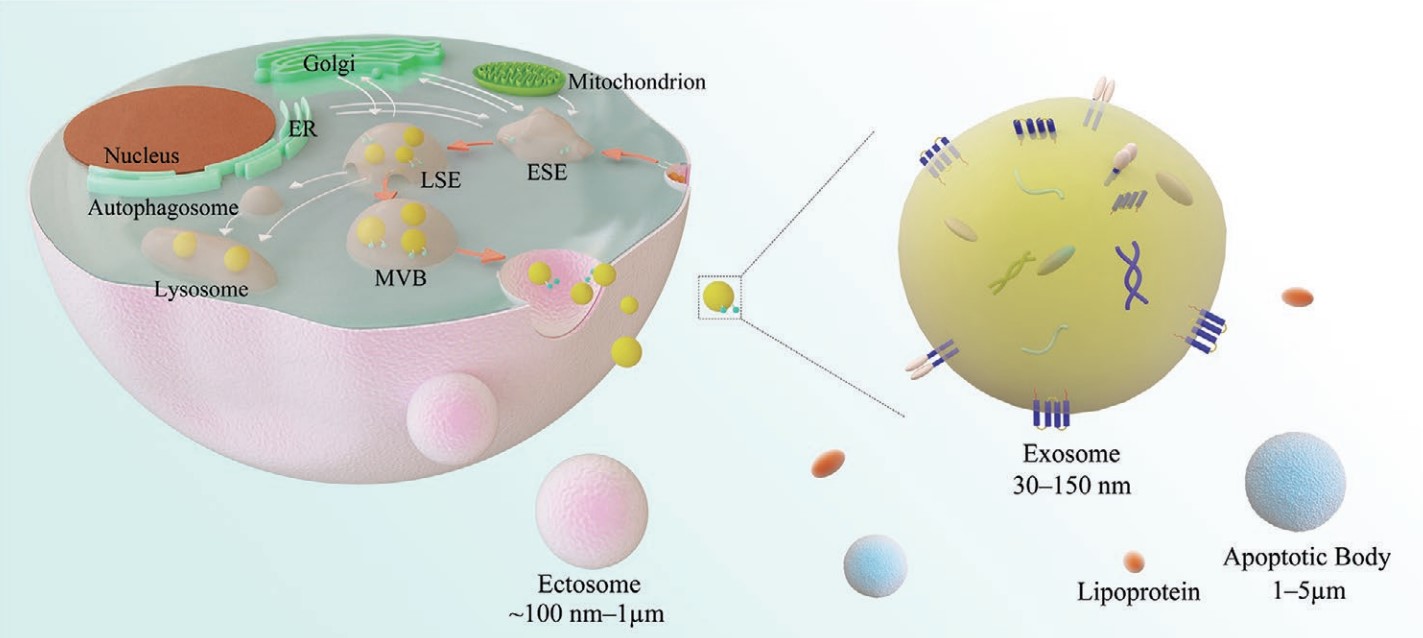 Golgi
Mitochondrion
ER
Nucleus
LSE
ESE
Autophagosome
MVB
Lysosome
Exosome
30–150 nm
Ectosome
~100 nm–1μm
Lipoprotein
Apoptotic Body
1–5μm